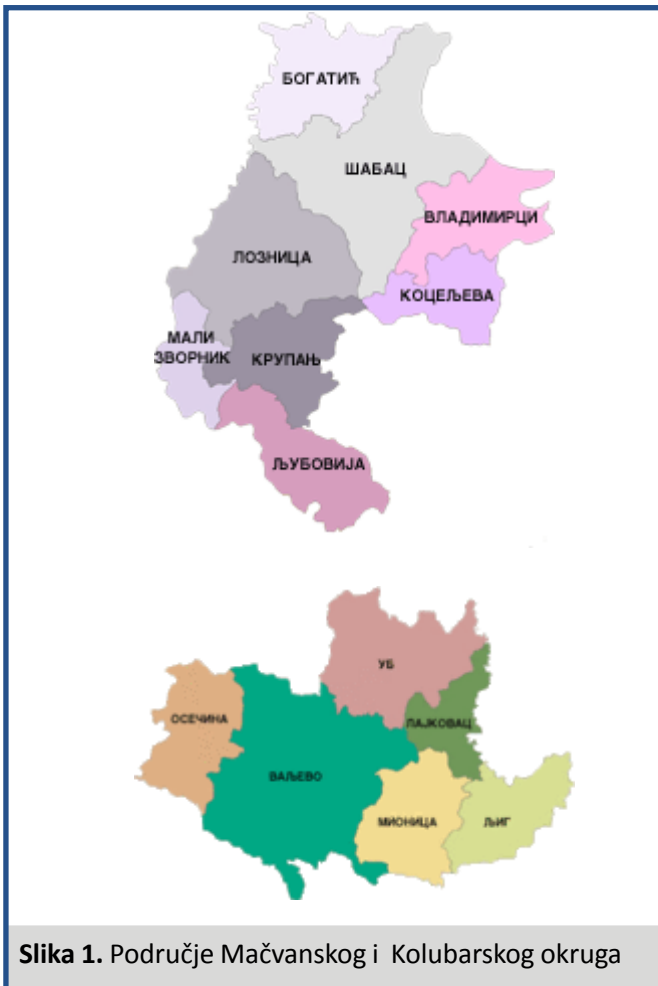 БОГАТИЋ
ШАБАЦ
ВЛАДИМИРЦИ
ЛОЗНИЦА
КОЦЕЉЕВА
МАЛИ
ЗВОРНИК
КРУПАЊ
ЉУБОВИЈА
УБ
ОСЕЧИНА
ЛАЈКОВАЦ
ВАЉЕВО
МИОНИЦА
ЉИГ
Slika 1. Područje Mačvanskog i Kolubarskog okruga